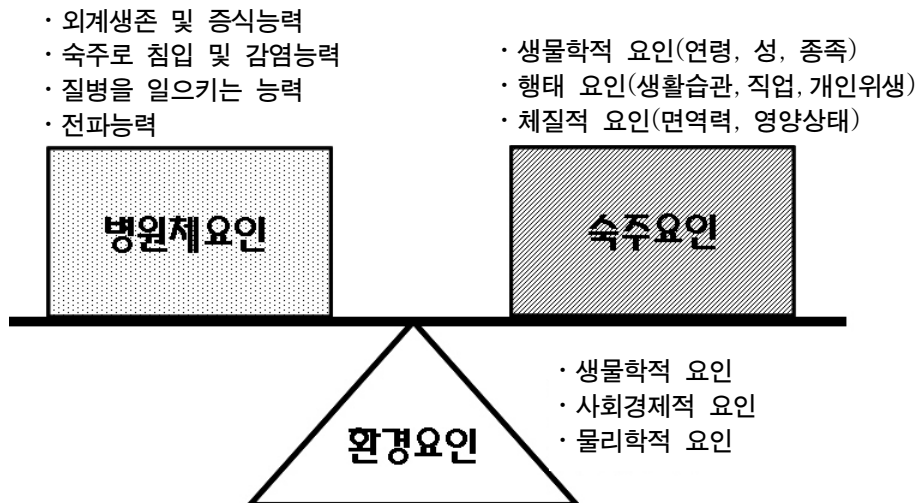 · 외계생존 및 증식능력
· 숙주로 침입 및 감염능력
· 질병을 일으키는 능력
· 전파능력
· 생물학적 요인(연령, 성, 종족)
· 행태 요인(생활습관, 직업, 개인위생)
· 체질적 요인(면역력, 영양상태)
병원체요인
숙주요인
· 생물학적 요인
· 사회경제적 요인
· 물리학적 요인
환경요인